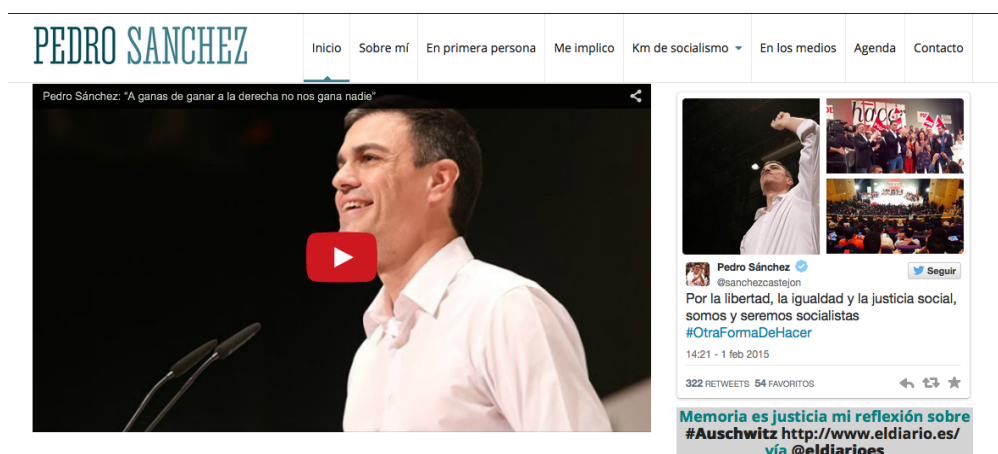 PEDRO SANCHEZ
Inicio
Sobre mí
En primera persona
Me implico
Km de socialismo
En los medios
Agenda
Contacto
Pedro Sánchez: "A ganas de ganar a la derecha no nos gana nadie"
hacer
Pedro Sánchez
@sanchezcastejon
Seguir
Por la libertad, la igualdad y la justicia social,
somos y seremos socialistas
#OtraFormaDeHacer
14:21 - 1 feb 2015
322 RETWEETS 54 FAVORITOS
Memoria es justicia mi reflexión sobre
#Auschwitz http://www.eldiario.es/
vía @eldiarioes